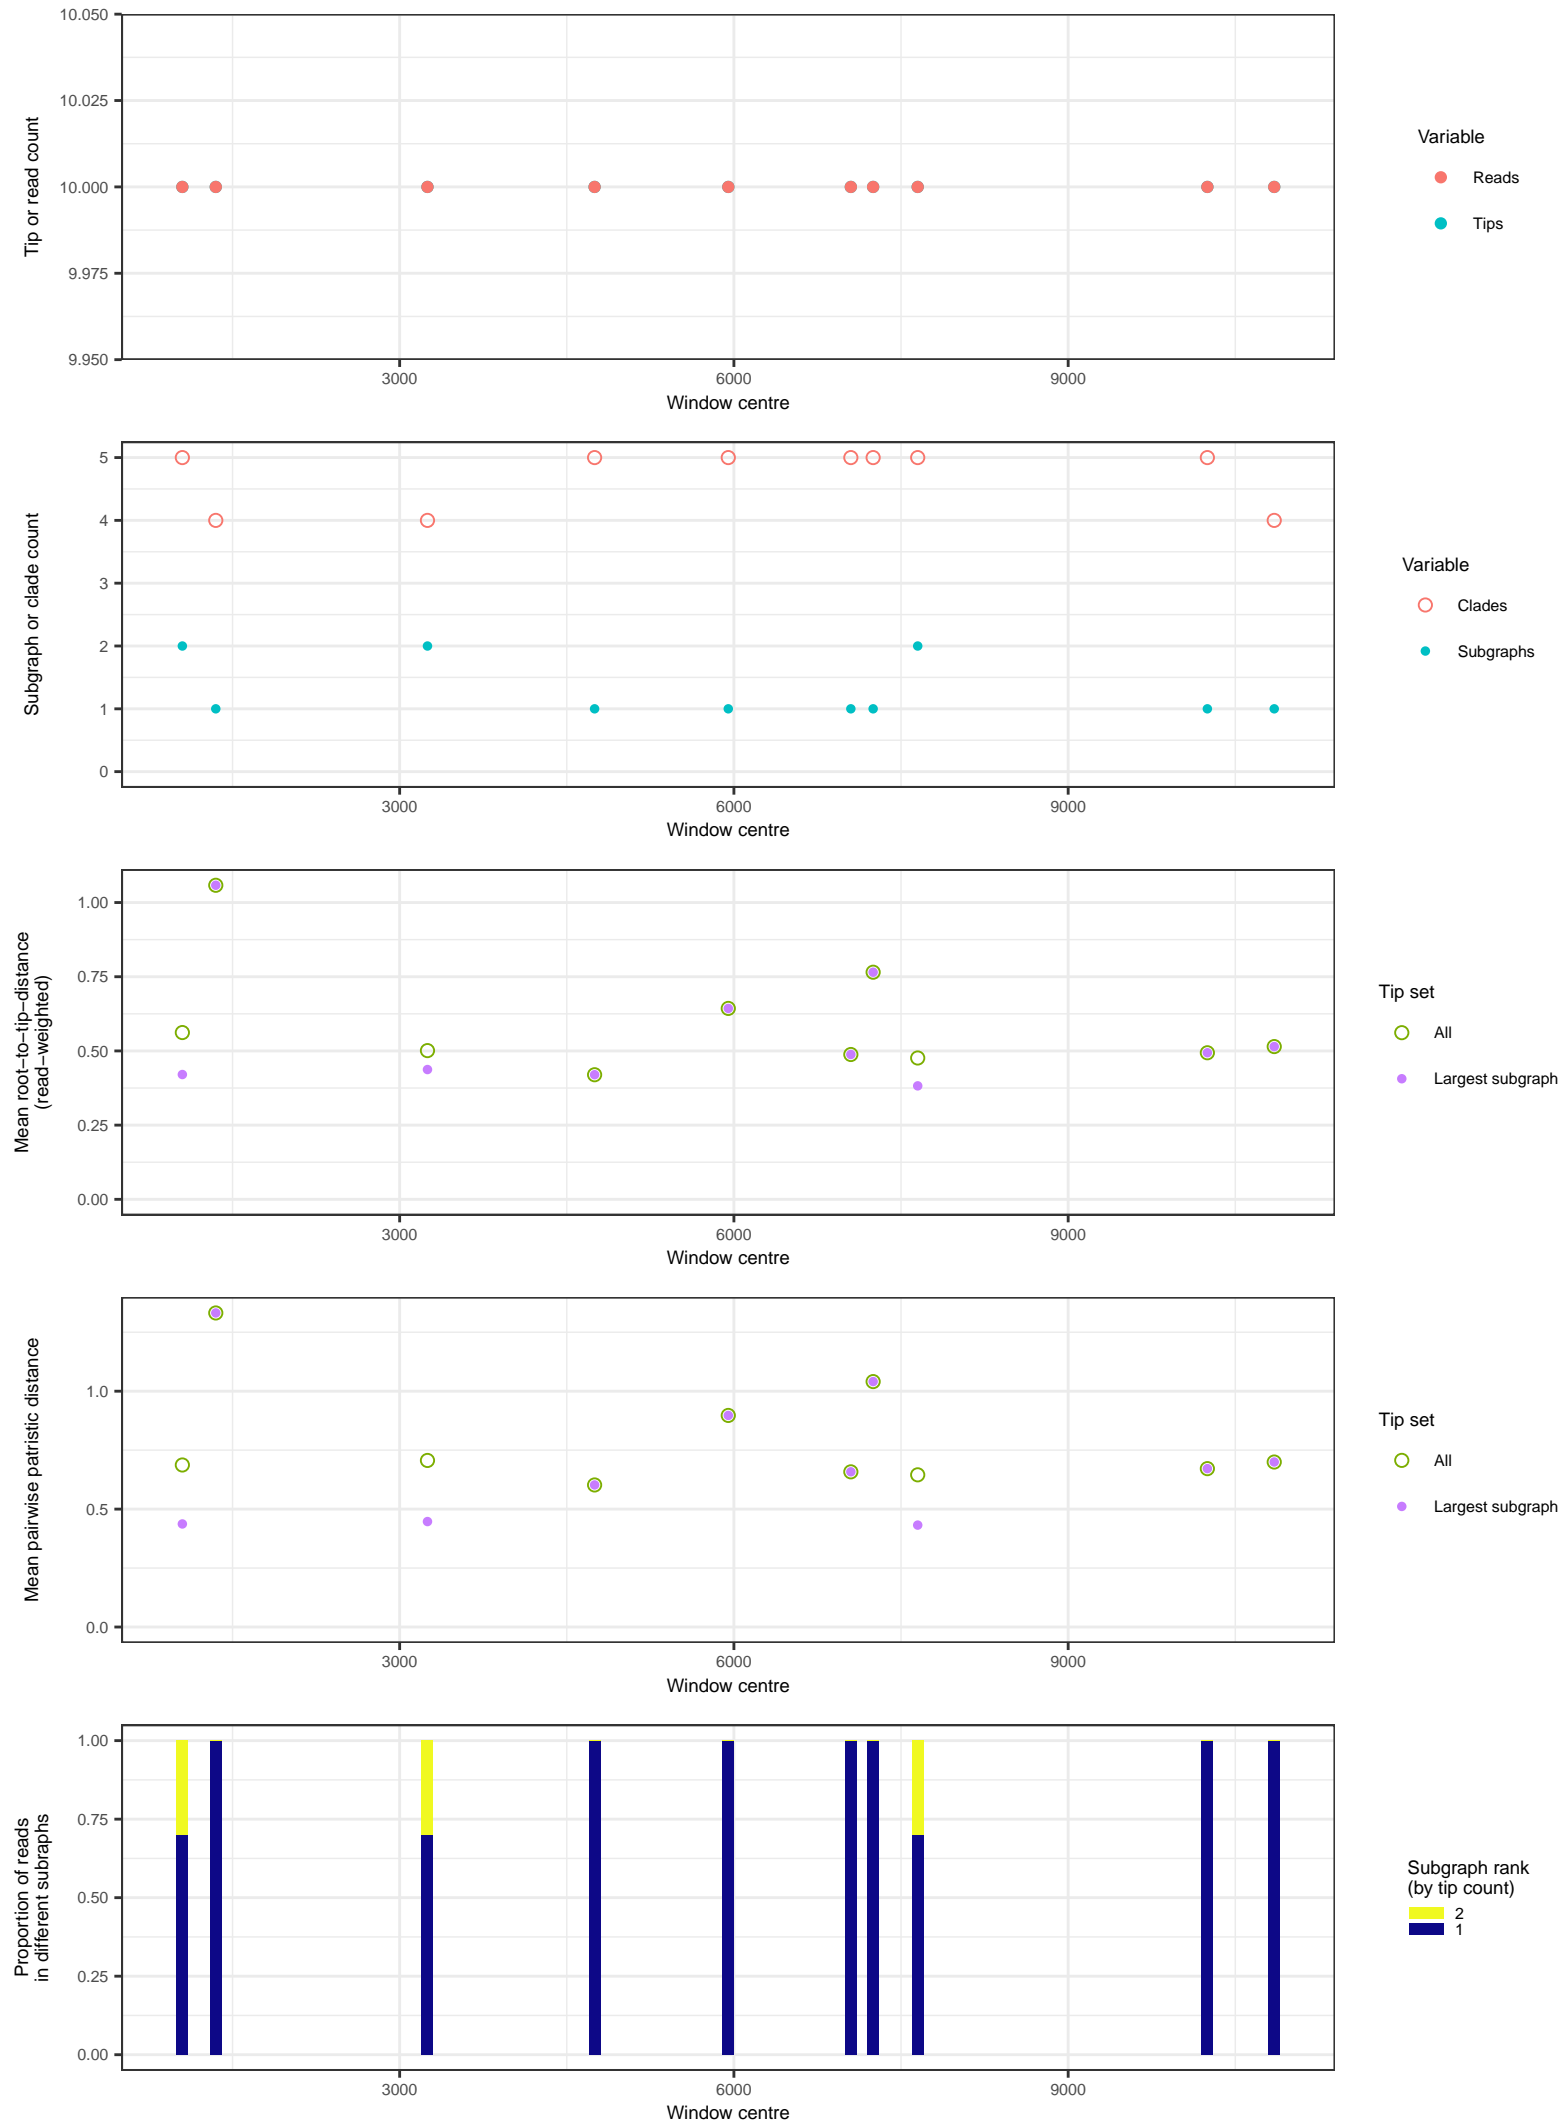 10.050
10.025
10.000
9.975
9.950
Tip or read count
3000
6000
9000
Window centre
Variable
Reads
Tips
5
4
3
2
1
0
Subgraph or clade count
3000
6000
9000
Window centre
Variable
Clades
Subgraphs
1.00
0.75
0.50
0.25
0.00
Mean root−to−tip−distance
(read−weighted)
3000
6000
9000
Window centre
Tip set
All
Largest subgraph
1.0
0.5
0.0
Mean pairwise patristic distance
3000
6000
9000
Window centre
Tip set
All
Largest subgraph
1.00
0.75
0.50
0.25
0.00
Proportion of reads
in different subraphs
3000
6000
9000
Window centre
Subgraph rank
(by tip count)
2
1